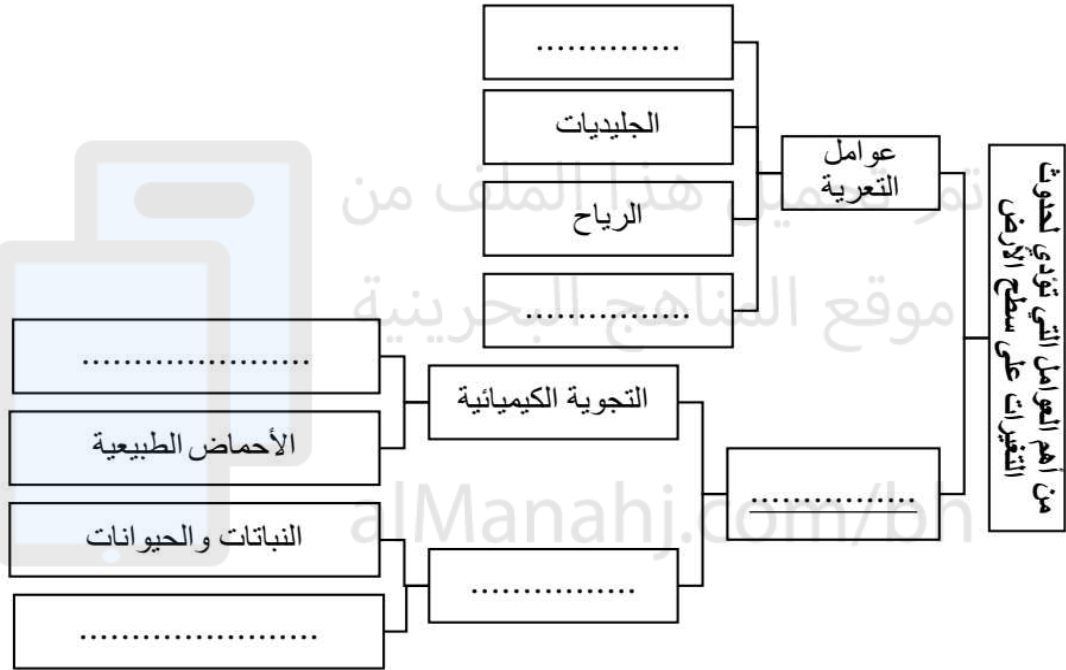 من أهم العوامل التي تؤدي لحدوث
التغيرات على سطح الأرض
عوامل
التعرية
..............
الجليديات
الرياح
................
................
التجوية الكيميائية
......................
الأحماض الطبيعية
................
النباتات والحيوانات
.......................
تم تحميل هذا الملف من
موقع المناهج البحرينية
alManahj.com/bh